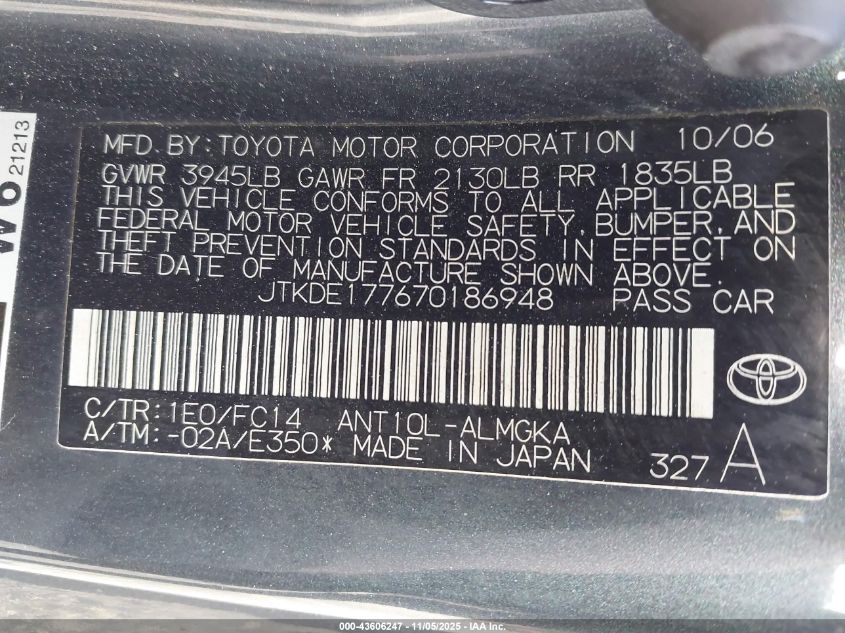 W6
21213
MFD. BY: TOYOTA MOTOR CORPORATION 10/06
GVWR 3945LB GAWR FR 2130LB RR 1835LB
THIS VEHICLE CONFORMS TO ALL APPLICABLE
FEDERAL MOTOR VEHICLE SAFETY, BUMPER, AND
THEFT PREVENTION STANDARDS IN EFFECT ON
THE DATE OF MANUFACTURE SHOWN ABOVE.
JTKDE177670186948 PASS CAR
C/TR: 1E0/FC14 ANT10L-ALMGKA
A/TM: -02A/E350* MADE IN JAPAN
327 A
000-43606247 - 11/05/2025 - IAA Inc.